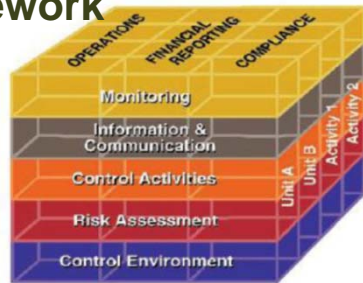 ework
OPERATIONS
FINANCIAL
REPORTING
COMPLIANCE
Monitoring
Information &
Communication
Control Activities
Risk Assessment
Control Environment
Unit A
Unit B
Activity 1
Activity 2